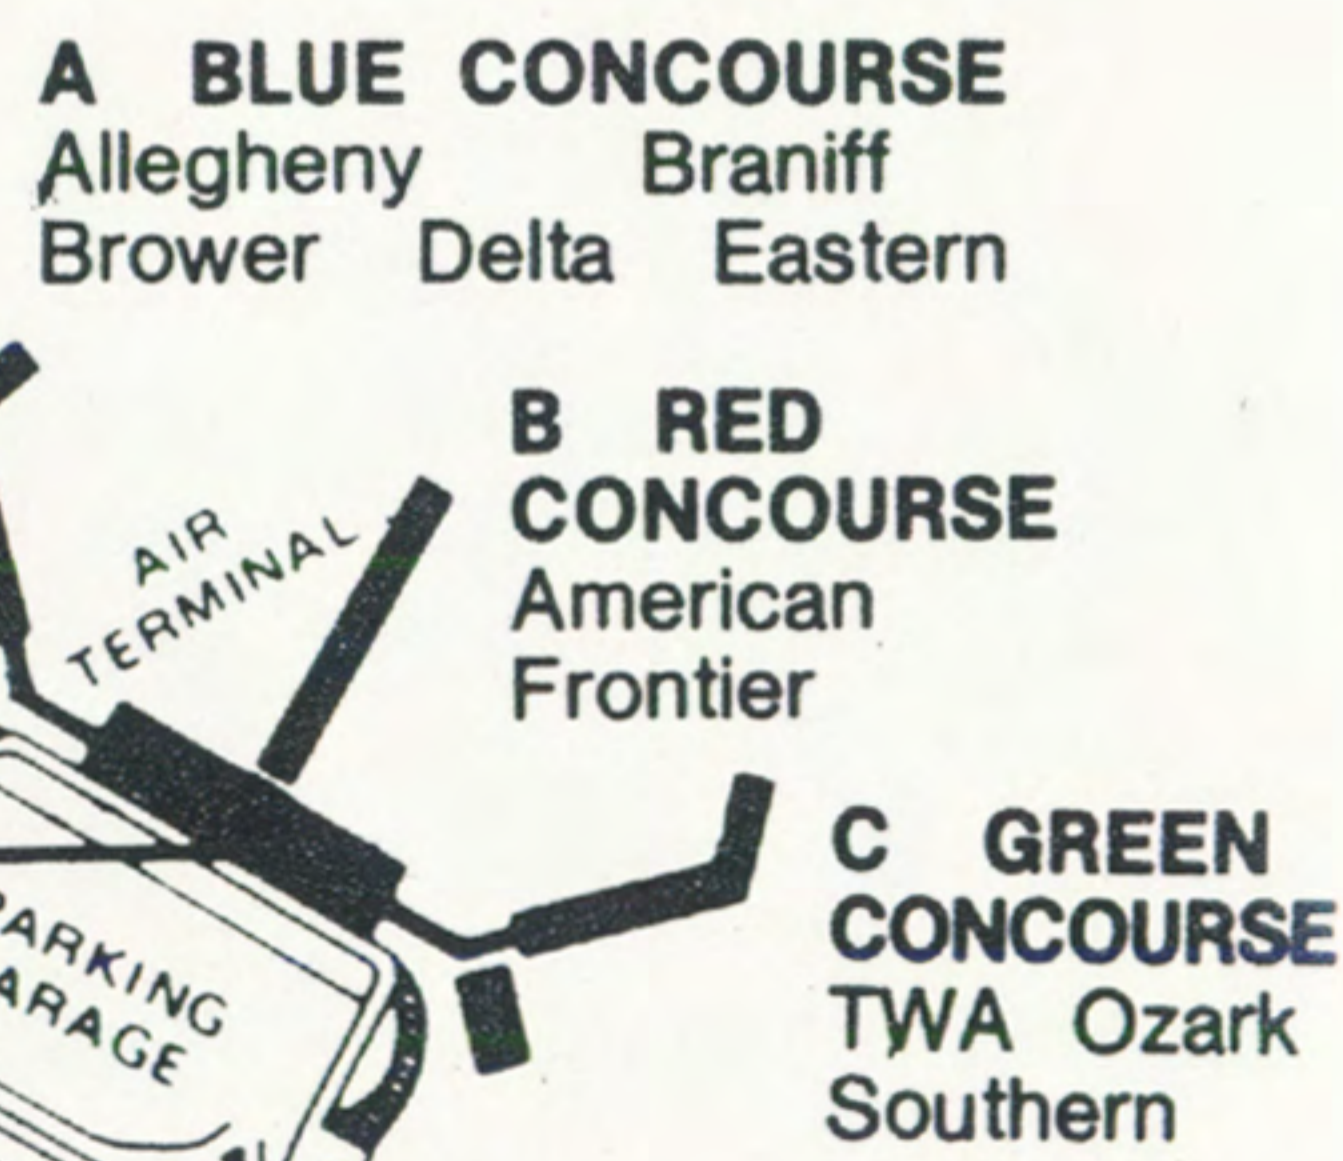 A BLUE CONCOURSE
Allegheny Braniff
Brower Delta Eastern
B RED
CONCOURSE
American
Frontier
AIR
TERMINAL
C GREEN
CONCOURSE
TWA Ozark
Southern
PARKING
ARAGE